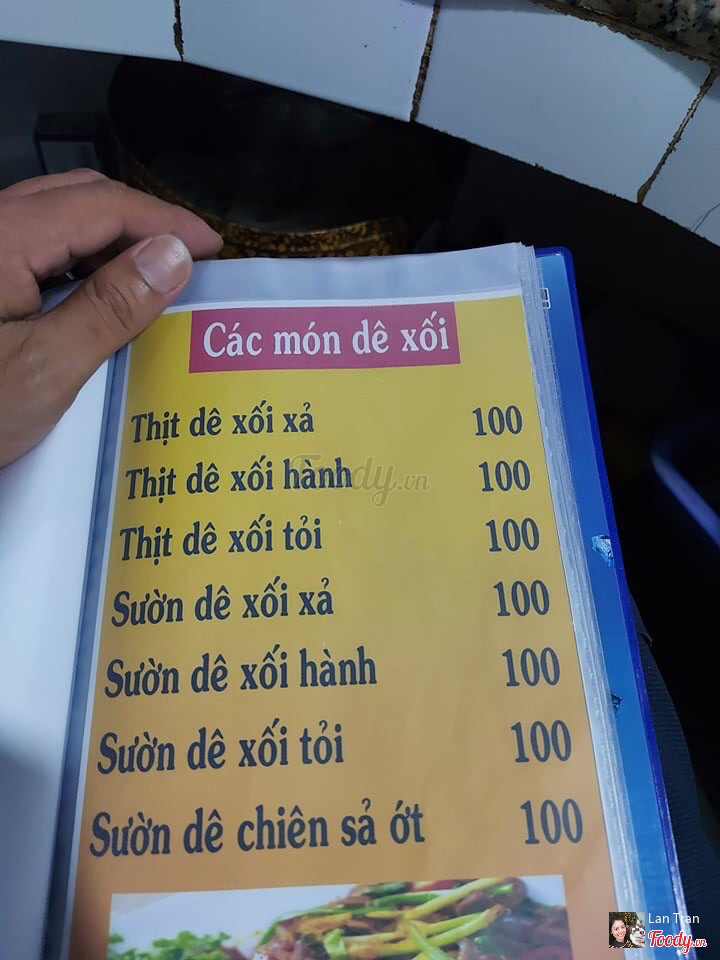 Các món dê xối
Thịt dê xối xả 100
Thịt dê xối hành 100
Thịt dê xối tỏi 100
Sườn dê xối xả 100
Sườn dê xối hành 100
Sườn dê xối tỏi 100
Sườn dê chiên sả ớt 100
Foody.vn
Lan Tran
Foody.vn